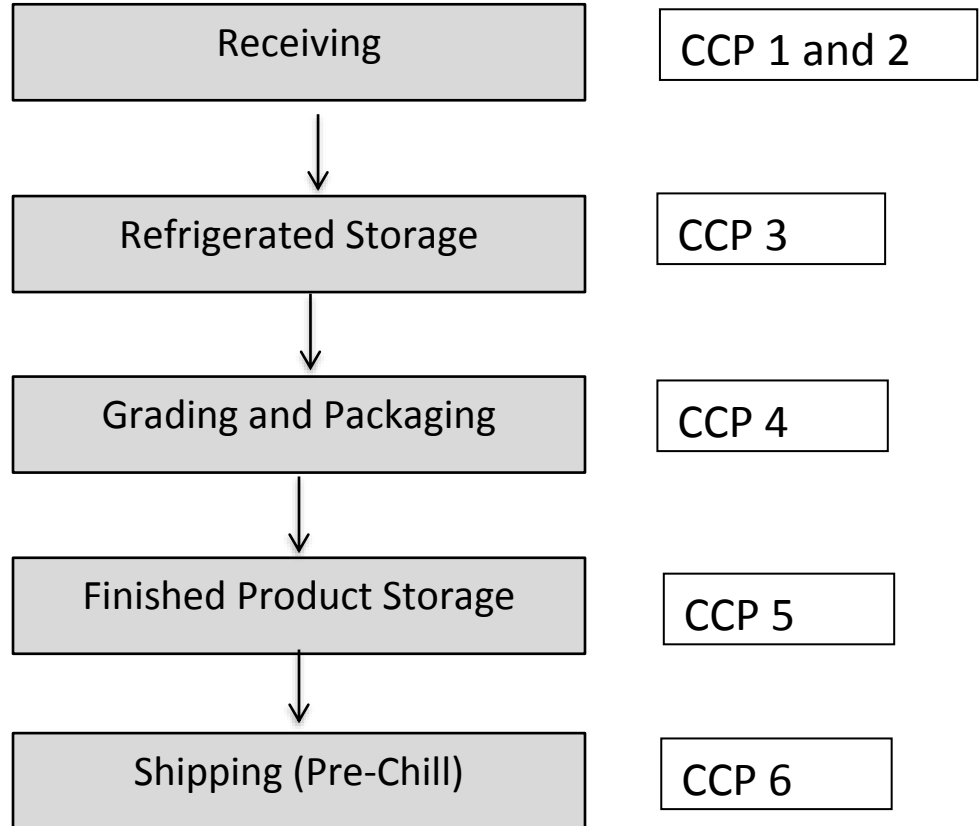 Receiving
CCP 1 and 2
Refrigerated Storage
CCP 3
Grading and Packaging
CCP 4
Finished Product Storage
CCP 5
Shipping (Pre-Chill)
CCP 6